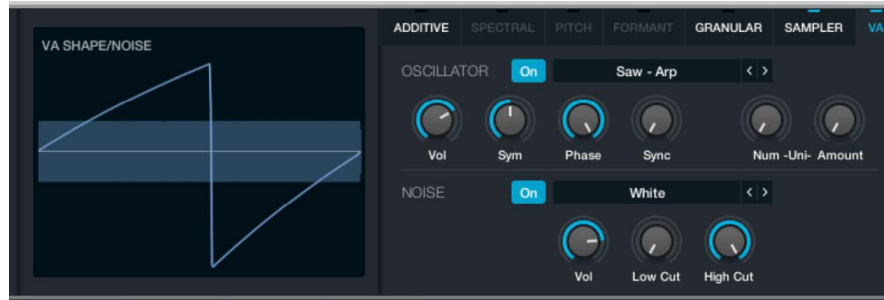 ADDITIVE SPECTRAL PITCH FORMANT GRANULAR SAMPLER VA
VA SHAPE/NOISE
OSCILLATOR On Saw - Arp < >
Vol Sym Phase Sync Num -Uni- Amount
NOISE On White < >
Vol Low Cut High Cut